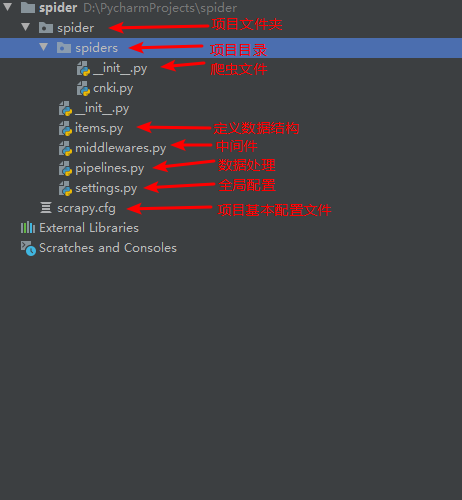 spider D:\PycharmProjects\spider
spider 项目文件夹
spiders 项目目录
__init__.py 爬虫文件
cnki.py
__init__.py
items.py 定义数据结构
middlewares.py 中间件
pipelines.py 数据处理
settings.py 全局配置
scrapy.cfg 项目基本配置文件
External Libraries
Scratches and Consoles